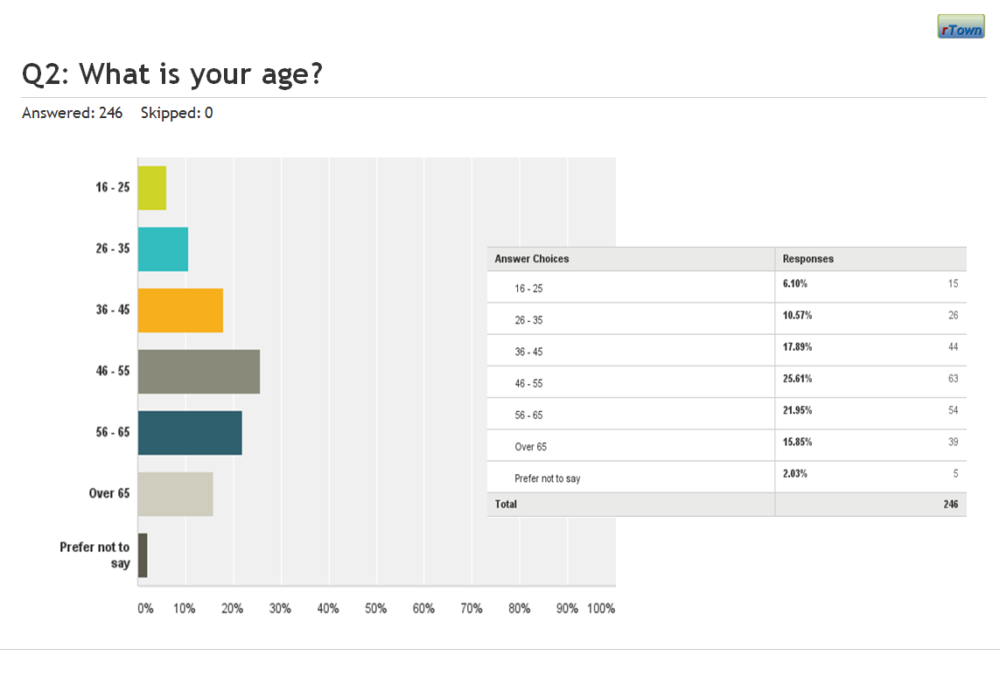 rTown
Q2: What is your age?
Answered: 246 Skipped: 0
16 - 25
26 - 35
36 - 45
46 - 55
56 - 65
Over 65
Prefer not to
say
0% 10% 20% 30% 40% 50% 60% 70% 80% 90% 100%
Answer Choices Responses
16 - 25 6.10% 15
26 - 35 10.57% 26
36 - 45 17.89% 44
46 - 55 25.61% 63
56 - 65 21.95% 54
Over 65 15.85% 39
Prefer not to say 2.03% 5
Total 246